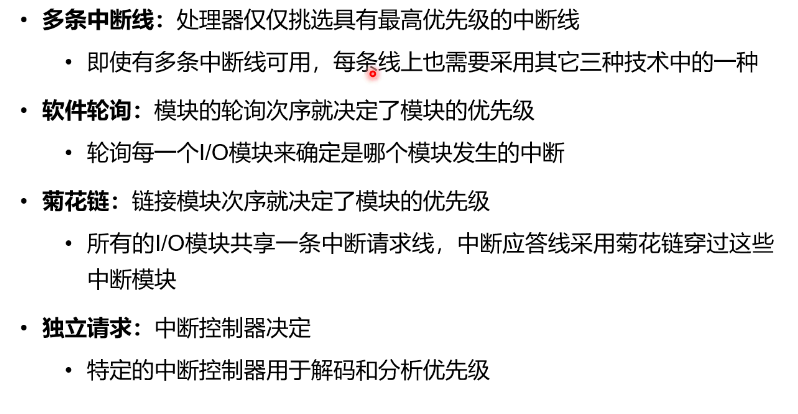 • 多条中断线：处理器仅仅挑选具有最高优先级的中断线
• 即使有多条中断线可用，每条线上也需要采用其它三种技术中的一种
• 软件轮询：模块的轮询次序就决定了模块的优先级
• 轮询每一个I/O模块来确定是哪个模块发生的中断
• 菊花链：链接模块次序就决定了模块的优先级
• 所有的I/O模块共享一条中断请求线，中断应答线采用菊花链穿过这些
中断模块
• 独立请求：中断控制器决定
• 特定的中断控制器用于解码和分析优先级